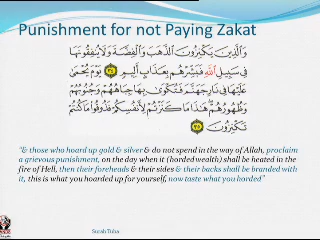 Punishment for not Paying Zakat
وَالَّذِينَ يَكْنِزُونَ الذَّهَبَ وَالْفِضَّةَ وَلَا يُنفِقُونَهَا
فِي سَبِيلِ اللَّهِ فَبَشِّرْهُم بِعَذَابٍ أَلِيمٍ ٣٤ يَوْمَ يُحْمَىٰ
عَلَيْهَا فِي نَارِ جَهَنَّمَ فَتُكْوَىٰ بِهَا جِبَاهُهُمْ وَجُنُوبُهُمْ
وَظُهُورُهُمْ هَٰذَا مَا كَنَزْتُمْ لِأَنفُسِكُمْ فَذُوقُوا مَا كُنتُمْ
تَكْنِزُونَ ٣٥
"& those who hoard up gold & silver & do not spend in the way of Allah, proclaim
a grievous punishment, on the day when it (horded wealth) shall be heated in the
fire of Hell, then their foreheads & their sides & their backs shall be branded with
it, this is what you hoarded up for yourself, now taste what you horded"
Surah Tuba